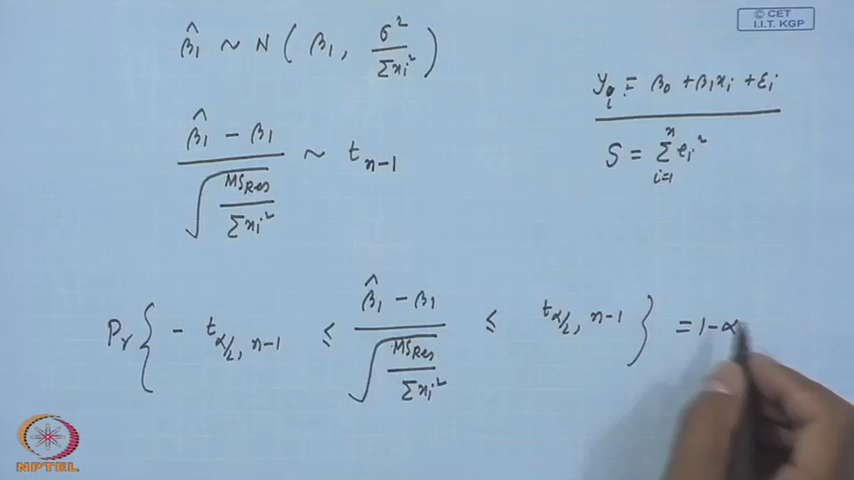 © CET
I.I.T. KGP
β̂₁ ~ N ( β₁, σ²/Σxᵢ² )
yᵢ = β₀ + β₁xᵢ + εᵢ
(β̂₁ − β₁) / √(MS_Res/Σxᵢ²) ~ t_{n−1}
S = Σ_{i=1}^{n} eᵢ²
Pr { − t_{α/2, n−1} ≤ (β̂₁ − β₁) / √(MS_Res/Σxᵢ²) ≤ t_{α/2, n−1} } = 1−α
NPTEL